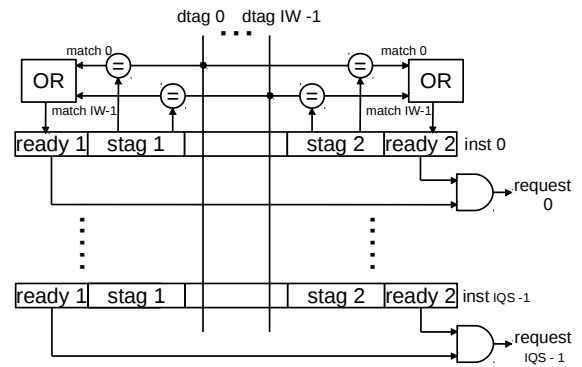 dtag 0 dtag IW -1
match 0 = = match 0
OR OR
= =
match IW-1 match IW-1
ready 1 stag 1 stag 2 ready 2 inst 0
request
0
ready 1 stag 1 stag 2 ready 2 inst IQS -1
request
IQS - 1